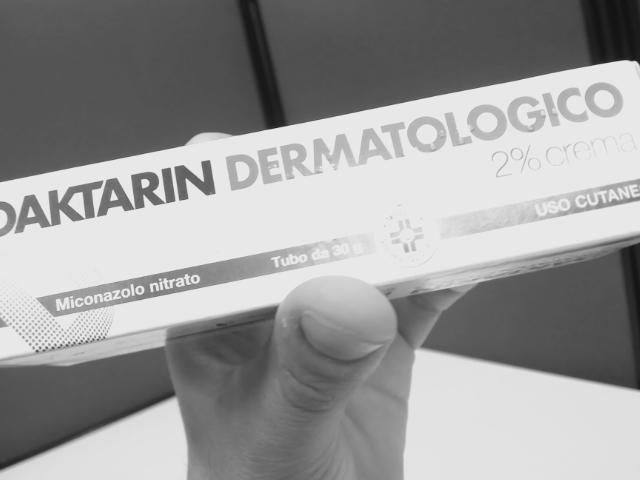 DAKTARIN DERMATOLOGICO
2% crema
Miconazolo nitrato
Tubo da 30 g
USO CUTANE